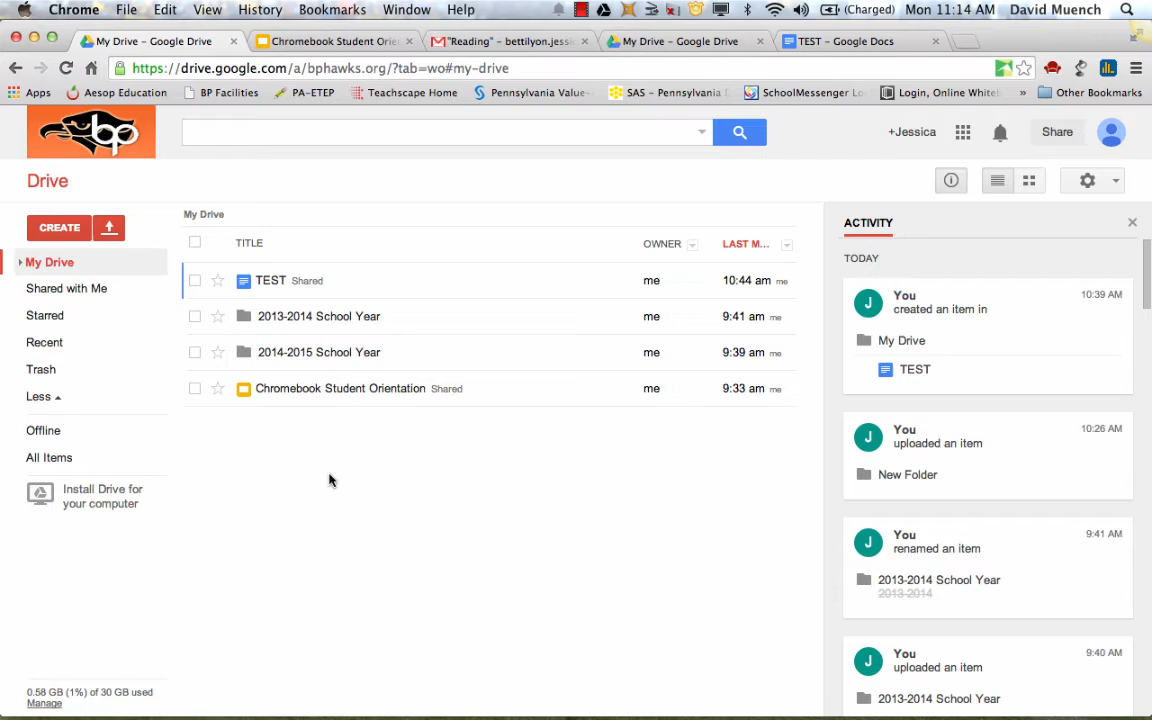 Chrome File Edit View History Bookmarks Window Help (Charged) Mon 11:14 AM David Muench
My Drive – Google Drive Chromebook Student Orie "Reading" – bettilyon.jessi My Drive – Google Drive TEST – Google Docs
https://drive.google.com/a/bphawks.org/?tab=wo#my-drive
Apps Aesop Education BP Facilities PA-ETEP Teachscape Home Pennsylvania Value- SAS – Pennsylvania SchoolMessenger Lo Login, Online White » Other Bookmarks
bp
+Jessica Share
Drive
CREATE
My Drive
Shared with Me
Starred
Recent
Trash
Less
Offline
All Items
Install Drive for
your computer
0.58 GB (1%) of 30 GB used
Manage
My Drive
TITLE OWNER LAST M...
TEST Shared me 10:44 am me
2013-2014 School Year me 9:41 am me
2014-2015 School Year me 9:39 am me
Chromebook Student Orientation Shared me 9:33 am me
ACTIVITY
TODAY
J You 10:39 AM
created an item in
My Drive
TEST
J You 10:26 AM
uploaded an item
New Folder
J You 9:41 AM
renamed an item
2013-2014 School Year
2013-2014
J You 9:40 AM
uploaded an item
2013-2014 School Year